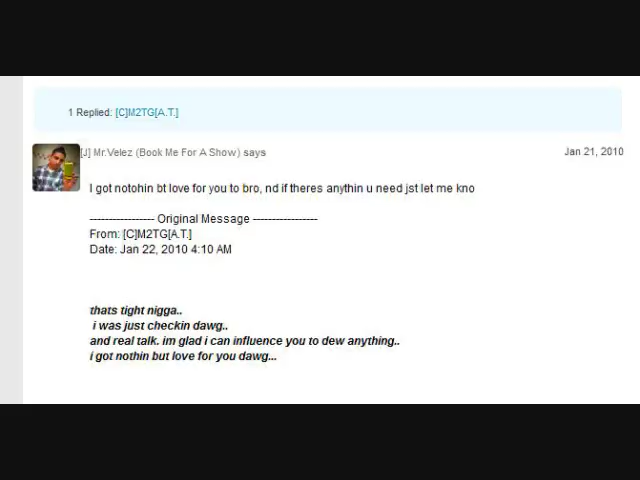 1 Replied: [C]M2TG[A.T.]
[J] Mr.Velez (Book Me For A Show) says Jan 21, 2010
I got notohin bt love for you to bro, nd if theres anythin u need jst let me kno
----------------- Original Message -----------------
From: [C]M2TG[A.T.]
Date: Jan 22, 2010 4:10 AM
thats tight nigga..
i was just checkin dawg..
and real talk. im glad i can influence you to dew anything..
i got nothin but love for you dawg...